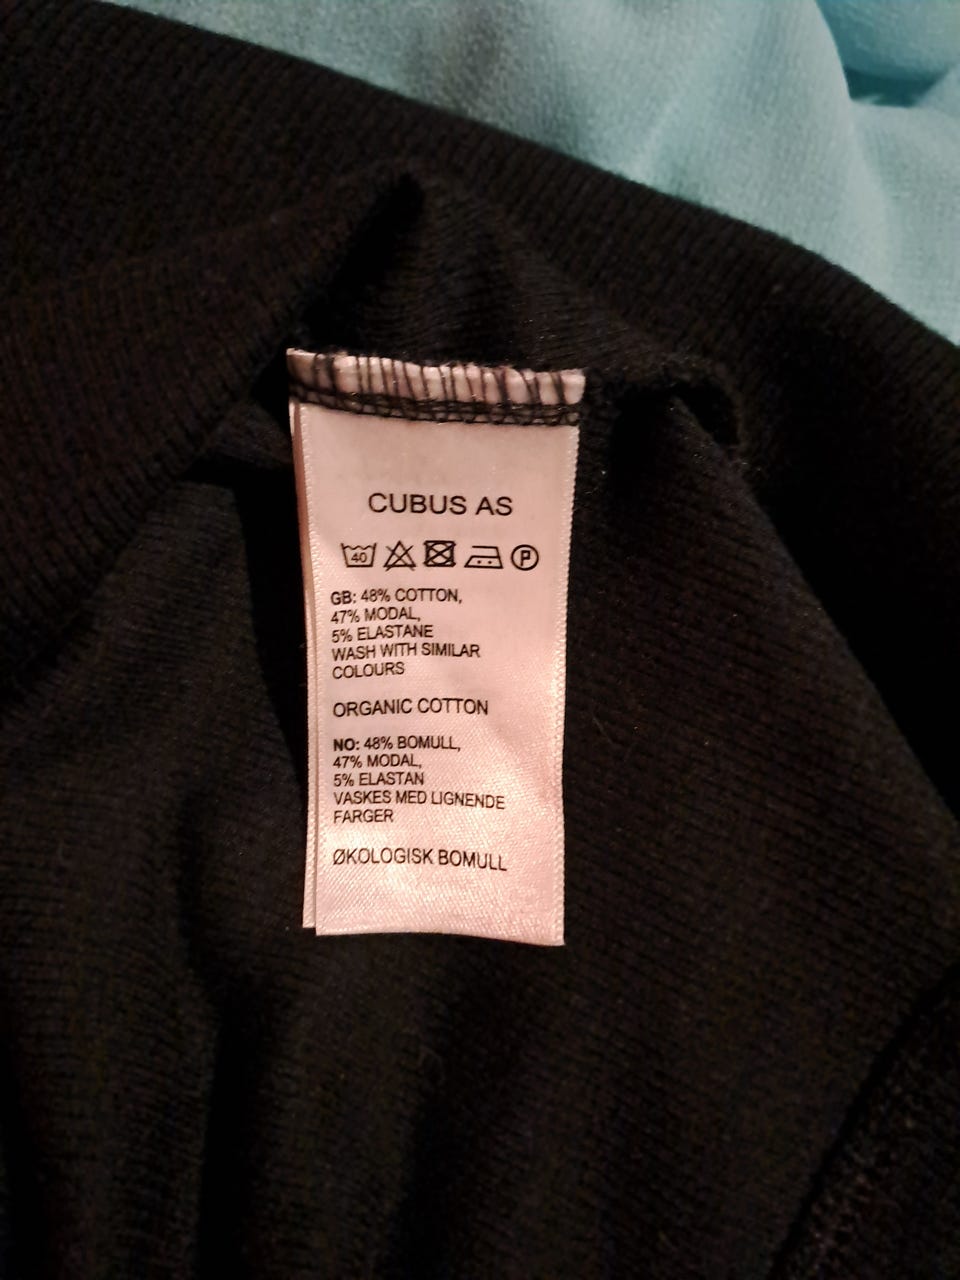 CUBUS AS
40 P
GB: 48% COTTON,
47% MODAL,
5% ELASTANE
WASH WITH SIMILAR
COLOURS
ORGANIC COTTON
NO: 48% BOMULL,
47% MODAL,
5% ELASTAN
VASKES MED LIGNENDE
FARGER
ØKOLOGISK BOMULL